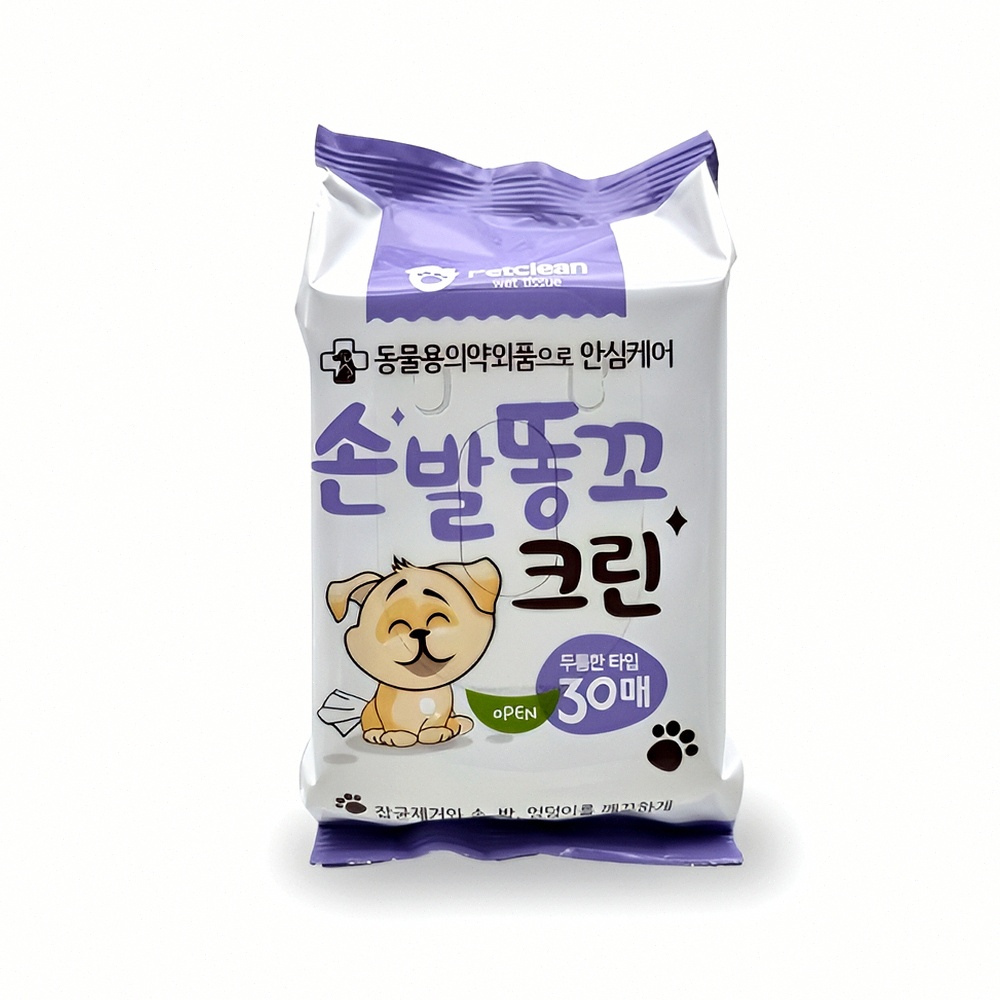 Petclean
wet tissue
동물용의약외품으로 안심케어
손발똥꼬
크린
두툼한 타입
30매
OPEN
잡균제거와 손, 발, 엉덩이를 깨끗하게